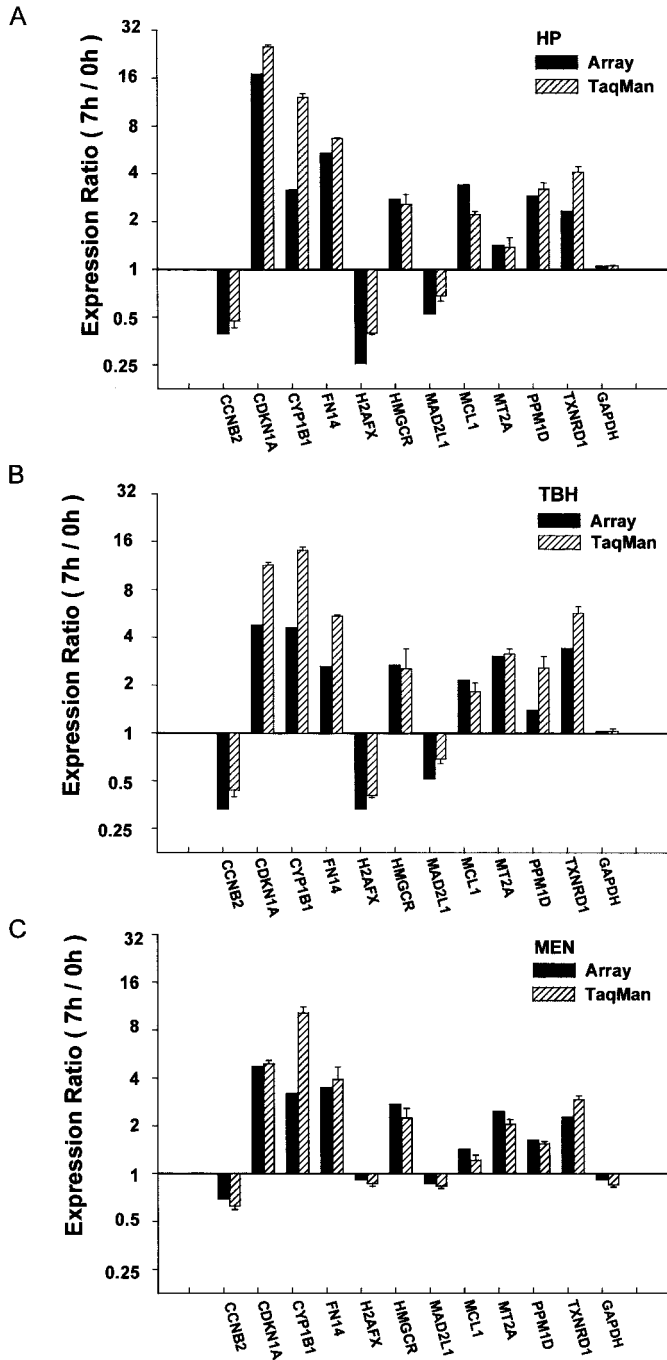 A
Expression Ratio ( 7h / 0h )
32
16
8
4
2
1
0.5
0.25
HP
Array
TaqMan
CCNB2
CDKN1A
CYP1B1
FN14
H2AFX
HMGCR
MAD2L1
MCL1
MT2A
PPM1D
TXNRD1
GAPDH
B
Expression Ratio ( 7h / 0h )
32
16
8
4
2
1
0.5
0.25
TBH
Array
TaqMan
CCNB2
CDKN1A
CYP1B1
FN14
H2AFX
HMGCR
MAD2L1
MCL1
MT2A
PPM1D
TXNRD1
GAPDH
C
Expression Ratio ( 7h / 0h )
32
16
8
4
2
1
0.5
0.25
MEN
Array
TaqMan
CCNB2
CDKN1A
CYP1B1
FN14
H2AFX
HMGCR
MAD2L1
MCL1
MT2A
PPM1D
TXNRD1
GAPDH